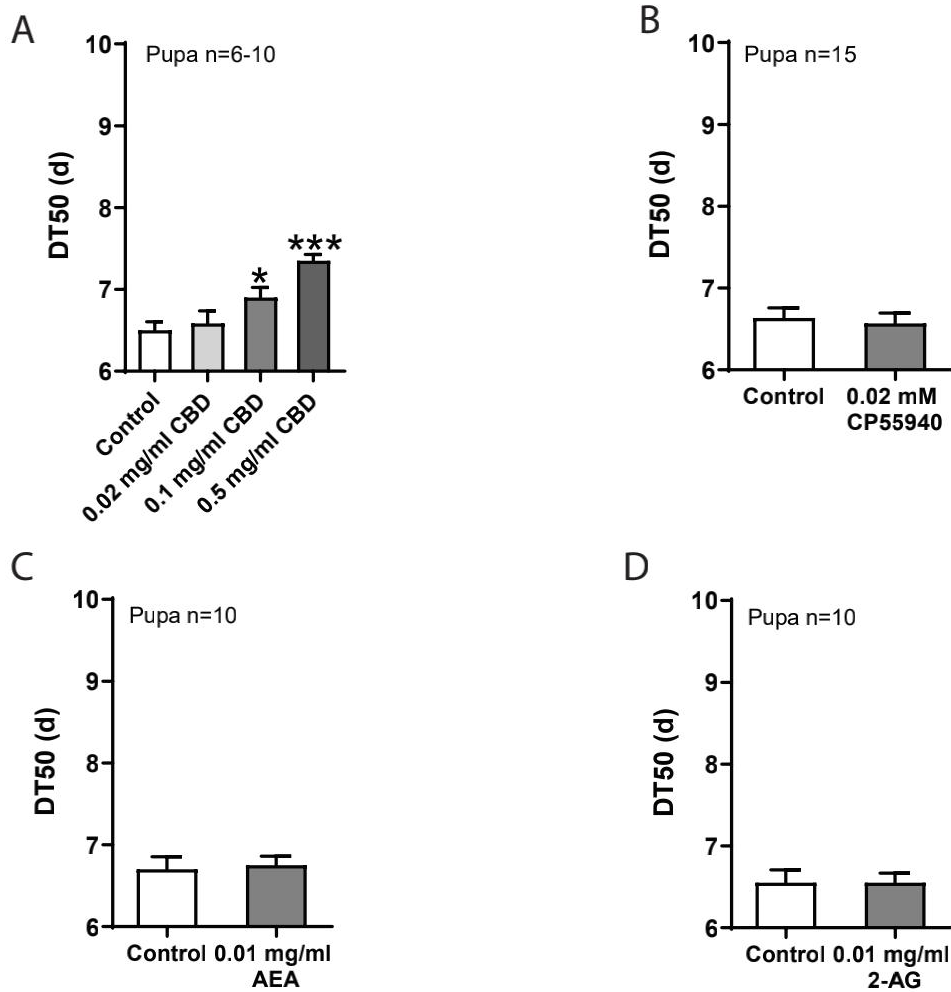 A
Pupa n=6-10
DT50 (d)
10
9
8
7
6
*
***
Control
0.02 mg/ml CBD
0.1 mg/ml CBD
0.5 mg/ml CBD
B
Pupa n=15
DT50 (d)
10
9
8
7
6
Control
0.02 mM
CP55940
C
Pupa n=10
DT50 (d)
10
9
8
7
6
Control
0.01 mg/ml
AEA
D
Pupa n=10
DT50 (d)
10
9
8
7
6
Control
0.01 mg/ml
2-AG